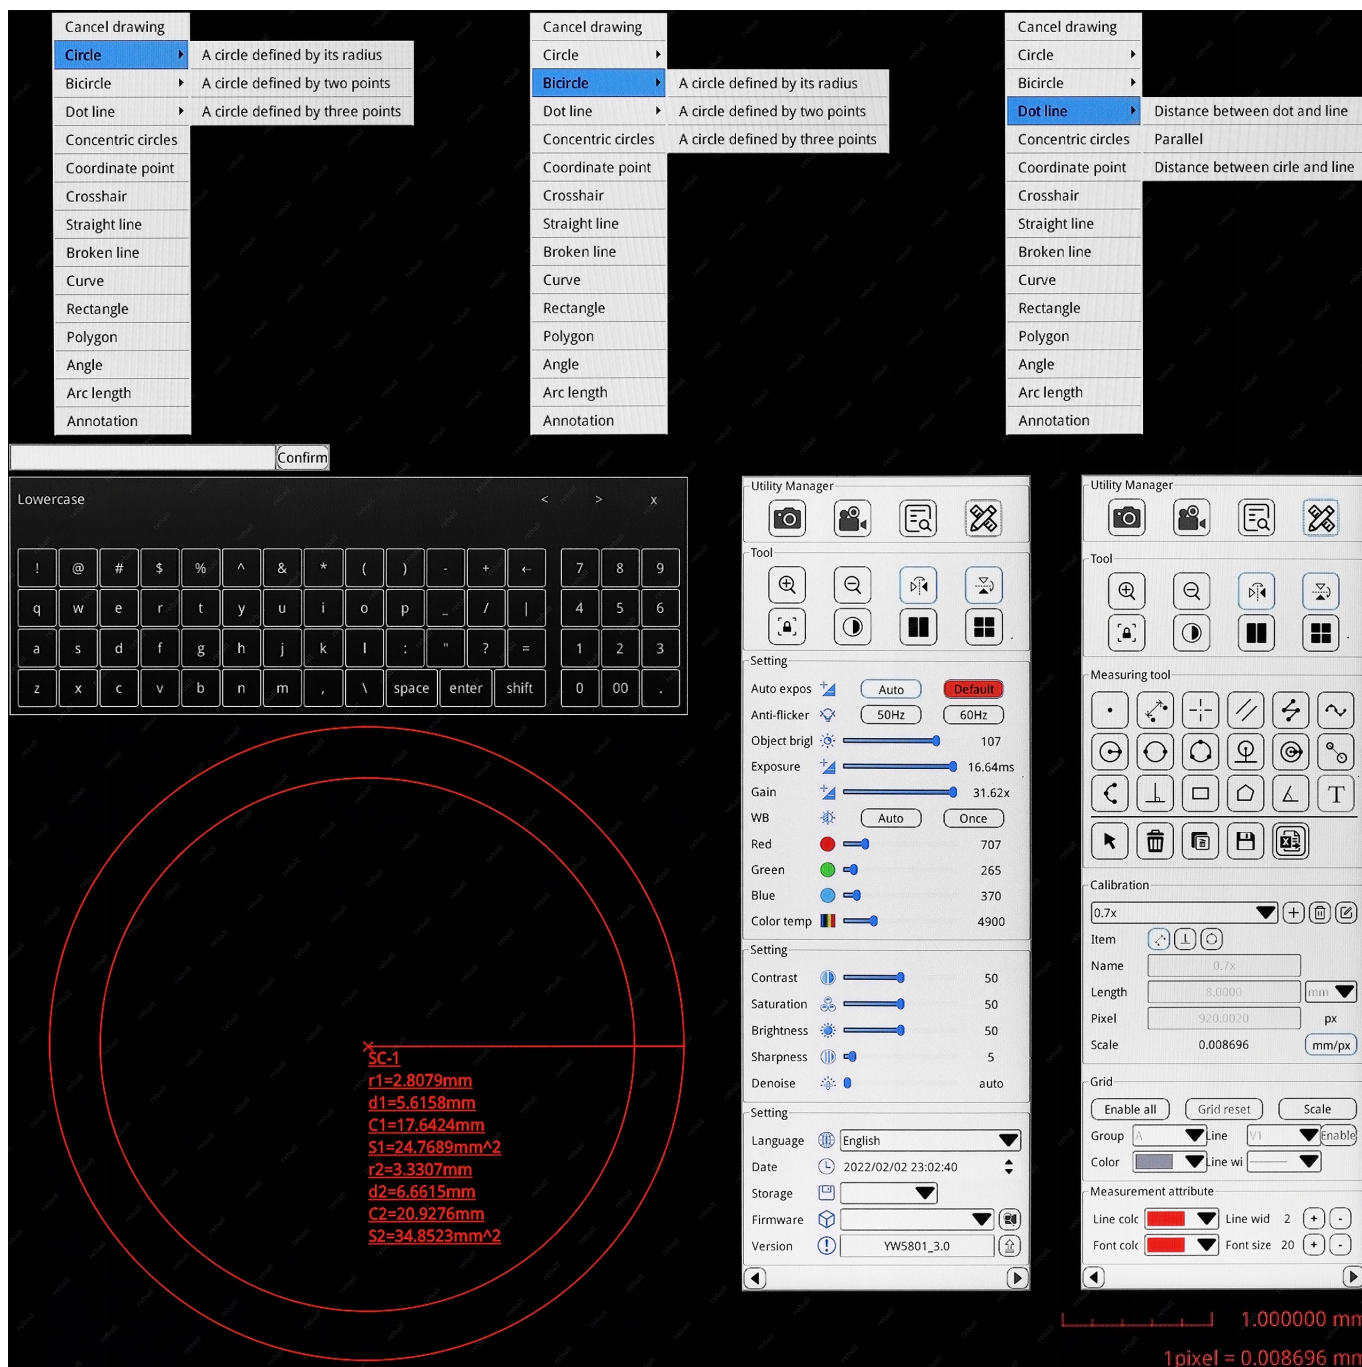 Cancel drawing
Circle
A circle defined by its radius
Bicircle
A circle defined by two points
Dot line
A circle defined by three points
Concentric circles
Coordinate point
Crosshair
Straight line
Broken line
Curve
Rectangle
Polygon
Angle
Arc length
Annotation
Cancel drawing
Circle
Bicircle
A circle defined by its radius
Dot line
A circle defined by two points
Concentric circles
A circle defined by three points
Coordinate point
Crosshair
Straight line
Broken line
Curve
Rectangle
Polygon
Angle
Arc length
Annotation
Cancel drawing
Circle
Bicircle
Dot line
Distance between dot and line
Concentric circles
Parallel
Coordinate point
Distance between cirle and line
Crosshair
Straight line
Broken line
Curve
Rectangle
Polygon
Angle
Arc length
Annotation
Confirm
Lowercase < > x
! @ # $ % ^ & * ( ) - + ← 7 8 9
q w e r t y u i o p _ / | 4 5 6
a s d f g h j k l : " ? = 1 2 3
z x c v b n m , \ space enter shift 0 00 .
SC-1
r1=2.8079mm
d1=5.6158mm
C1=17.6424mm
S1=24.7689mm^2
r2=3.3307mm
d2=6.6615mm
C2=20.9276mm
S2=34.8523mm^2
Utility Manager
Tool
Setting
Auto expos Auto Default
Anti-flicker 50Hz 60Hz
Object brigl 107
Exposure 16.64ms
Gain 31.62x
WB Auto Once
Red 707
Green 265
Blue 370
Color temp 4900
Setting
Contrast 50
Saturation 50
Brightness 50
Sharpness 5
Denoise auto
Setting
Language English
Date 2022/02/02 23:02:40
Storage
Firmware
Version YW5801_3.0
Utility Manager
Tool
Measuring tool
T
Calibration
0.7x
Item
Name 0.7x
Length 8.0000 mm
Pixel 920.0020 px
Scale 0.008696 mm/px
Grid
Enable all Grid reset Scale
Group A Line V1 Enable
Color Line wi
Measurement attribute
Line colc Line wid 2 + -
Font colc Font size 20 + -
1.000000 mm
1pixel = 0.008696 mm